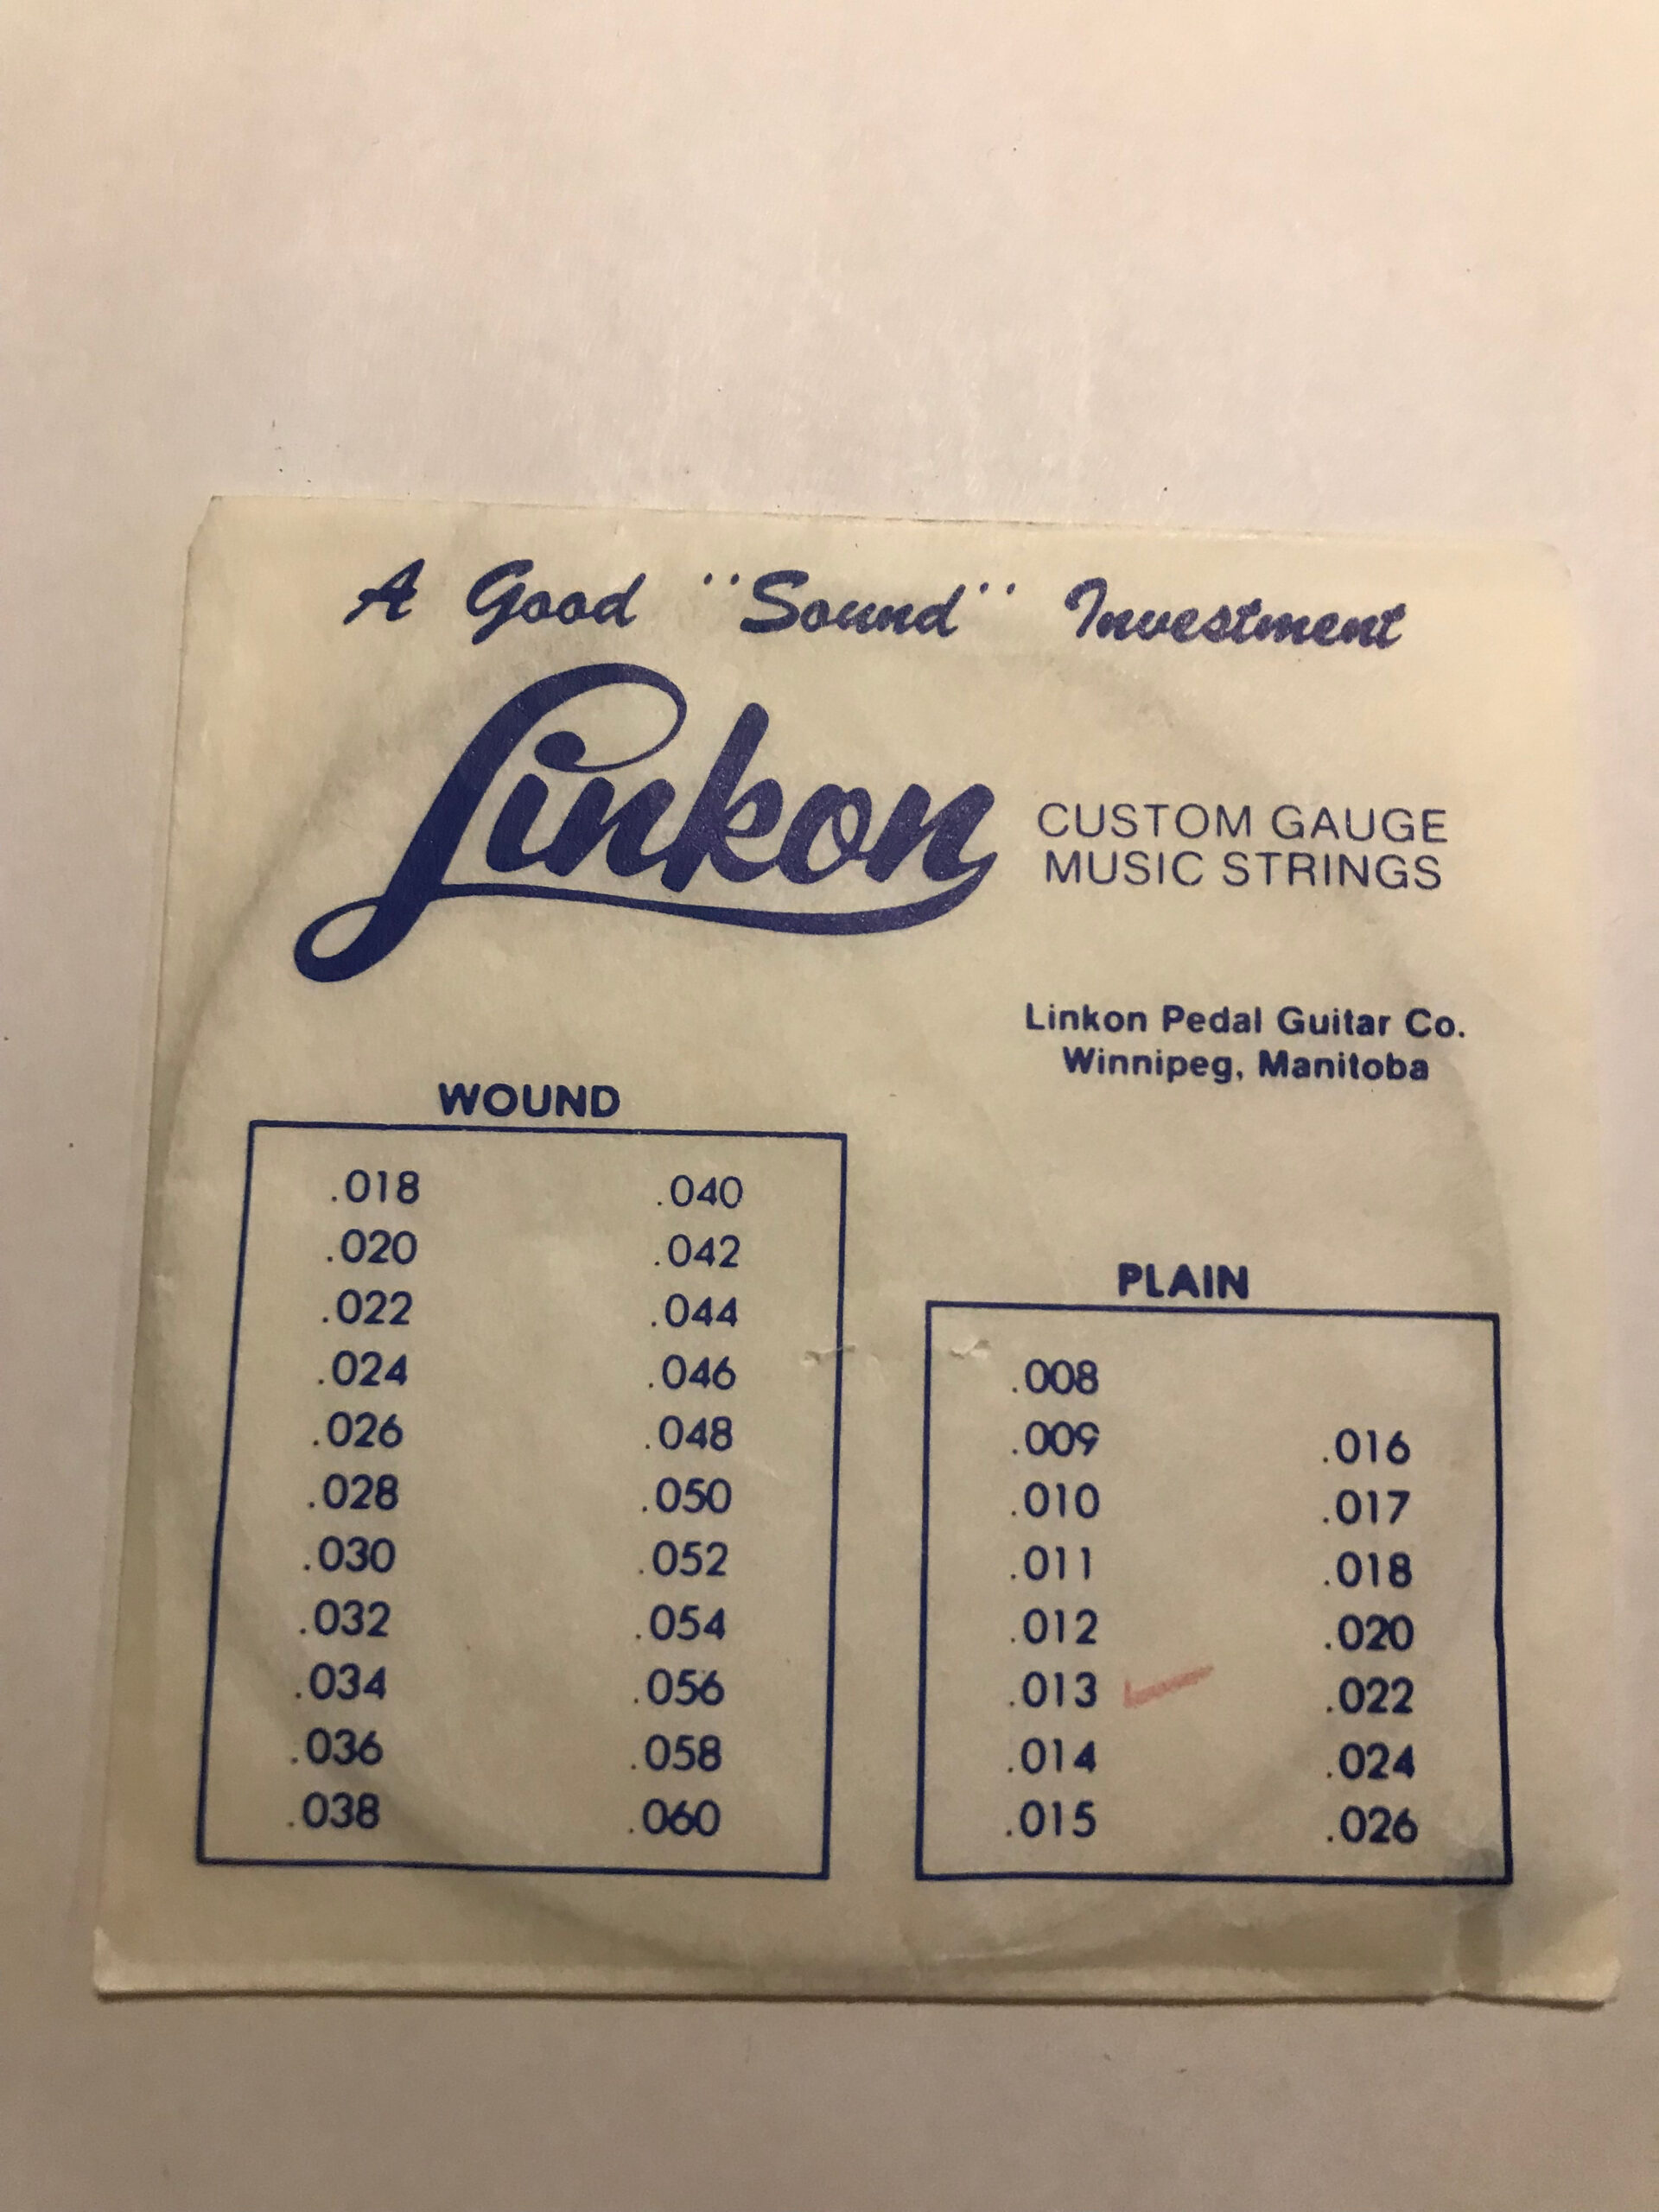 A Good "Sound" Investment
Linkon
CUSTOM GAUGE
MUSIC STRINGS
Linkon Pedal Guitar Co.
Winnipeg, Manitoba
WOUND
.018 .040
.020 .042
.022 .044
.024 .046
.026 .048
.028 .050
.030 .052
.032 .054
.034 .056
.036 .058
.038 .060
PLAIN
.008
.009 .016
.010 .017
.011 .018
.012 .020
.013 .022
.014 .024
.015 .026